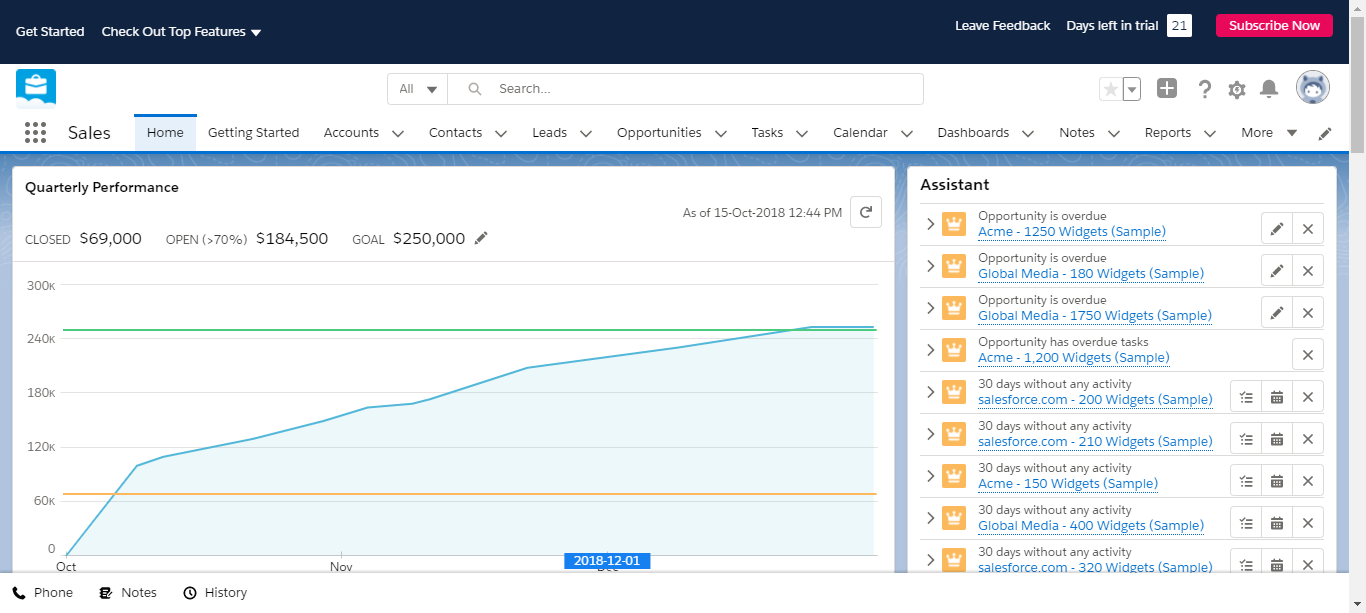 Get Started Check Out Top Features
Leave Feedback Days left in trial 21 Subscribe Now
All Search...
Sales Home Getting Started Accounts Contacts Leads Opportunities Tasks Calendar Dashboards Notes Reports More
Quarterly Performance
As of 15-Oct-2018 12:44 PM
CLOSED $69,000 OPEN (>70%) $184,500 GOAL $250,000
300K
240K
180K
120K
60K
0
Oct Nov
2018-12-01
Assistant
Opportunity is overdue
Acme - 1250 Widgets (Sample)
Opportunity is overdue
Global Media - 180 Widgets (Sample)
Opportunity is overdue
Global Media - 1750 Widgets (Sample)
Opportunity has overdue tasks
Acme - 1,200 Widgets (Sample)
30 days without any activity
salesforce.com - 200 Widgets (Sample)
30 days without any activity
salesforce.com - 210 Widgets (Sample)
30 days without any activity
Acme - 150 Widgets (Sample)
30 days without any activity
Global Media - 400 Widgets (Sample)
30 days without any activity
salesforce.com - 320 Widgets (Sample)
Phone Notes History